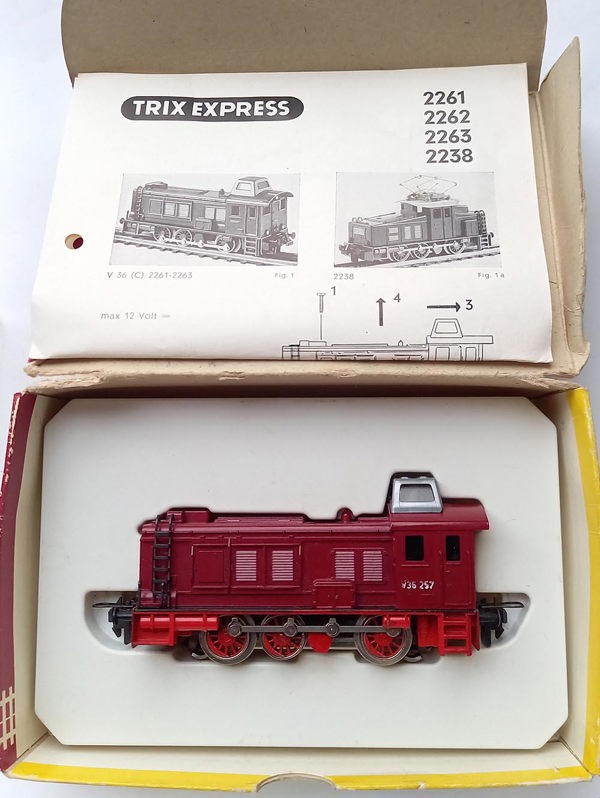 TRIX EXPRESS
2261
2262
2263
2238
V 36 (C) 2261-2263 Fig. 1
2238 Fig. 1a
1
4
3
max 12 Volt =
V36 257